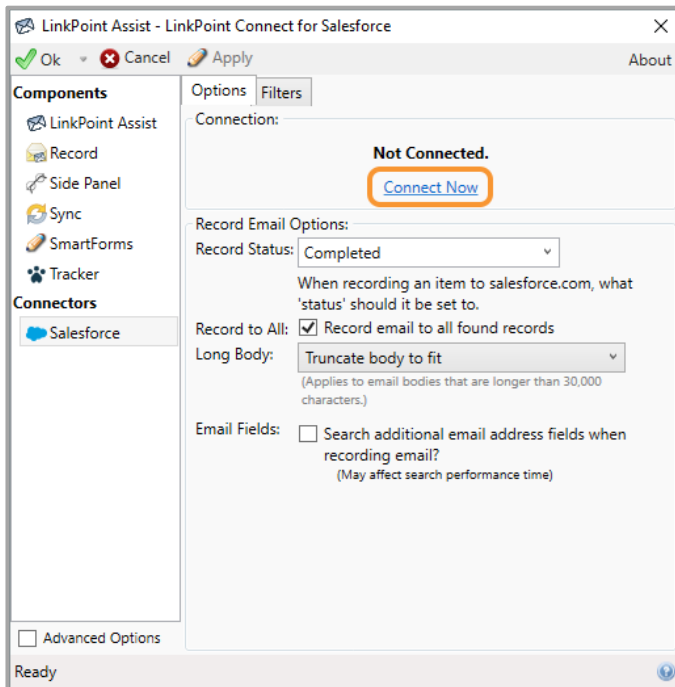 LinkPoint Assist - LinkPoint Connect for Salesforce
Ok Cancel Apply About
Components
LinkPoint Assist
Record
Side Panel
Sync
SmartForms
Tracker
Connectors
Salesforce
Advanced Options
Options Filters
Connection:
Not Connected.
Connect Now
Record Email Options:
Record Status: Completed
When recording an item to salesforce.com, what
'status' should it be set to.
Record to All: Record email to all found records
Long Body: Truncate body to fit
(Applies to email bodies that are longer than 30,000
characters.)
Email Fields: Search additional email address fields when
recording email?
(May affect search performance time)
Ready